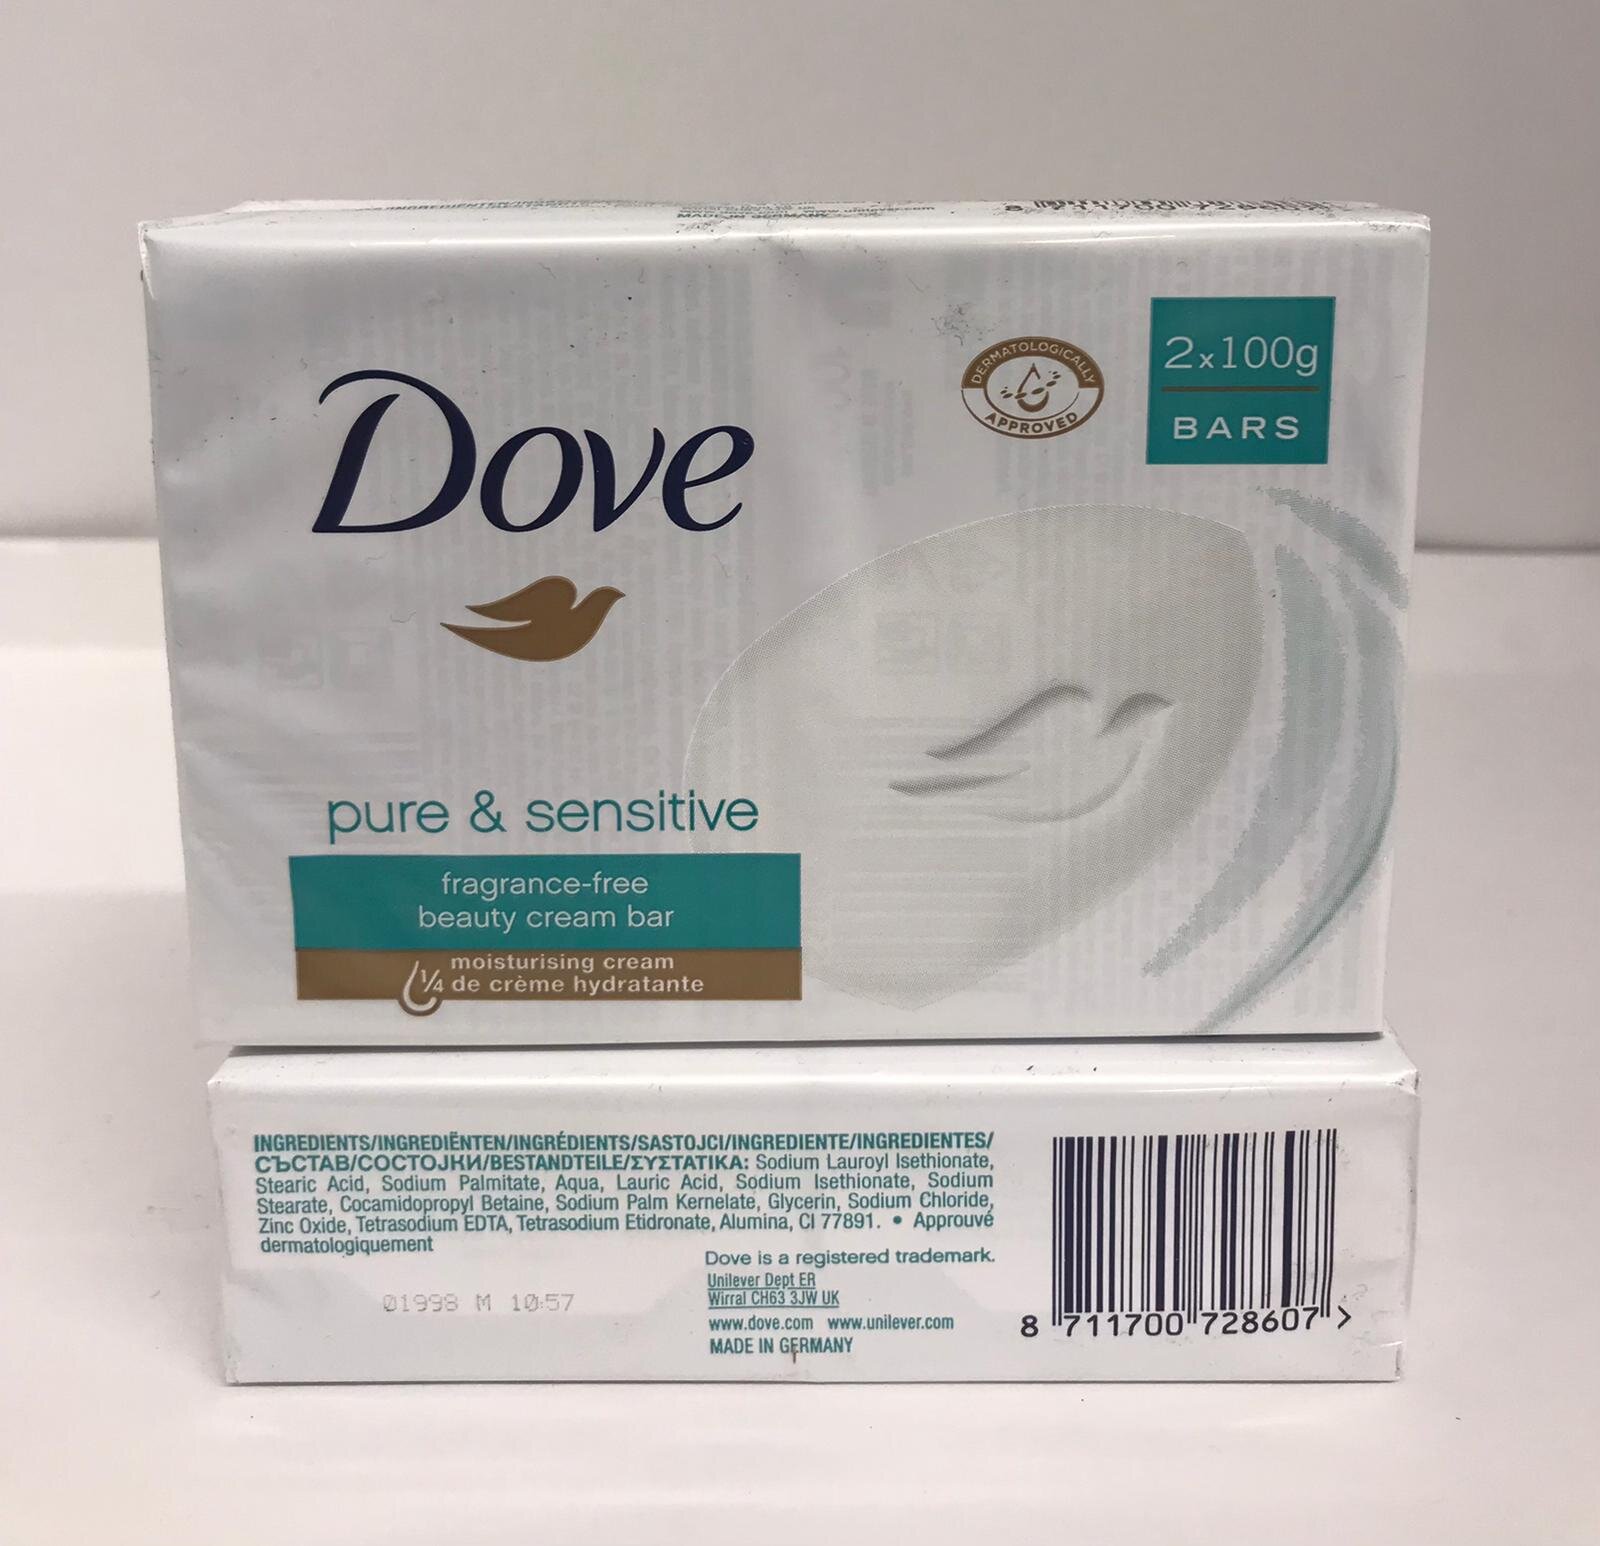 MADE IN GERMANY
DERMATOLOGICALLY
APPROVED
2x100g
BARS
Dove
pure & sensitive
fragrance-free
beauty cream bar
moisturising cream
1/4 de crème hydratante
INGREDIENTS/INGREDIËNTEN/INGRÉDIENTS/SASTOJCI/INGREDIENTE/INGREDIENTES/
СЪСТАВ/СОСТОЈКИ/BESTANDTEILE/ΣΥΣΤΑΤΙΚΑ: Sodium Lauroyl Isethionate,
Stearic Acid, Sodium Palmitate, Aqua, Lauric Acid, Sodium Isethionate, Sodium
Stearate, Cocamidopropyl Betaine, Sodium Palm Kernelate, Glycerin, Sodium Chloride,
Zinc Oxide, Tetrasodium EDTA, Tetrasodium Etidronate, Alumina, CI 77891. • Approuvé
dermatologiquement
Dove is a registered trademark.
Unilever Dept ER
Wirral CH63 3JW UK
www.dove.com www.unilever.com
MADE IN GERMANY
01998 M 10:57
8 711700 728607 >